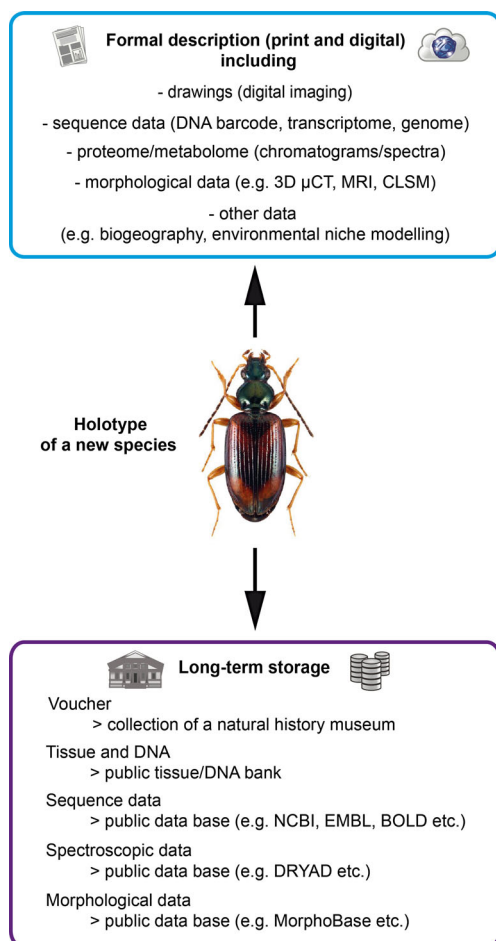 Formal description (print and digital)
including
- drawings (digital imaging)
- sequence data (DNA barcode, transcriptome, genome)
- proteome/metabolome (chromatograms/spectra)
- morphological data (e.g. 3D µCT, MRI, CLSM)
- other data
(e.g. biogeography, environmental niche modelling)
Holotype
of a new species
Long-term storage
Voucher
> collection of a natural history museum
Tissue and DNA
> public tissue/DNA bank
Sequence data
> public data base (e.g. NCBI, EMBL, BOLD etc.)
Spectroscopic data
> public data base (e.g. DRYAD etc.)
Morphological data
> public data base (e.g. MorphoBase etc.)